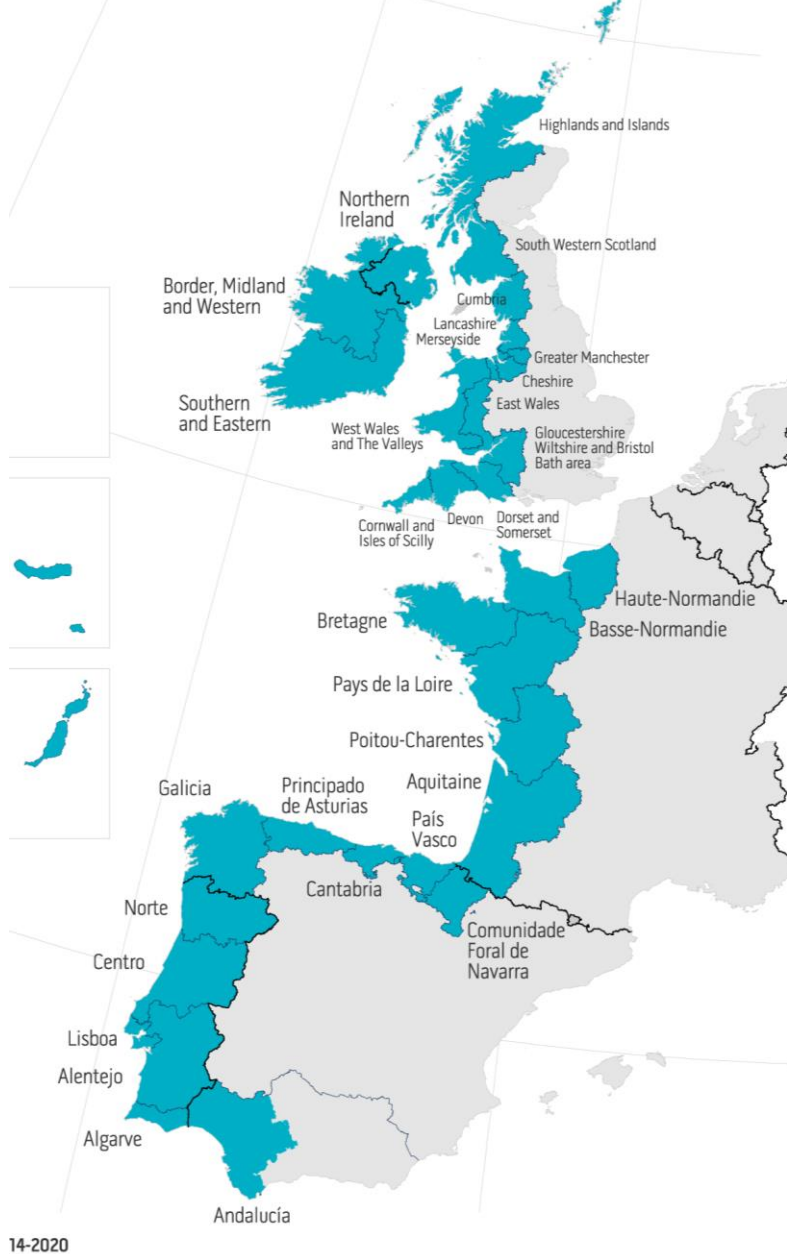 Highlands and Islands
Northern
Ireland
South Western Scotland
Border, Midland
and Western
Cumbria
Lancashire
Merseyside
Greater Manchester
Cheshire
East Wales
Southern
and Eastern
West Wales
and The Valleys
Gloucestershire
Wiltshire and Bristol
Bath area
Cornwall and
Isles of Scilly
Devon
Dorset and
Somerset
Haute-Normandie
Bretagne
Basse-Normandie
Pays de la Loire
Poitou-Charentes
Aquitaine
Galicia
Principado
de Asturias
País
Vasco
Cantabria
Norte
Comunidade
Foral de
Navarra
Centro
Lisboa
Alentejo
Algarve
Andalucía
14-2020